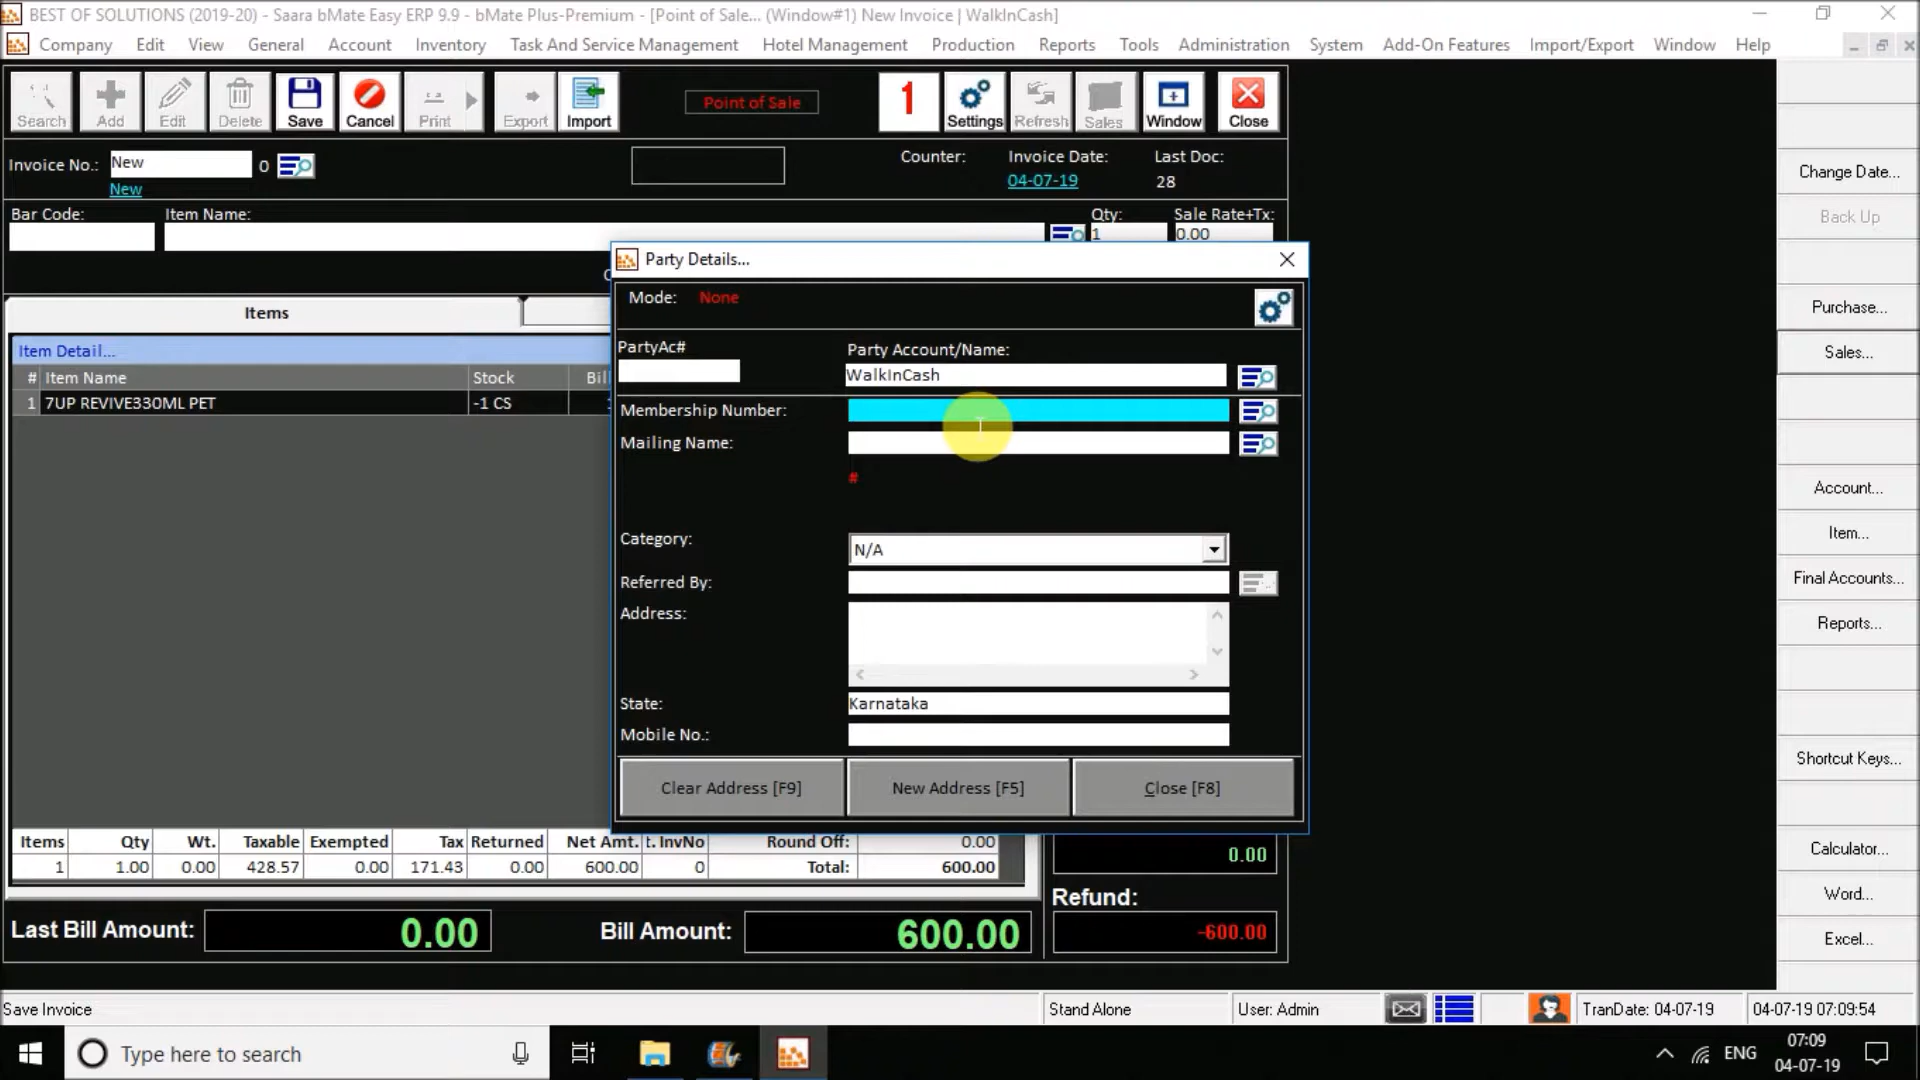 BEST OF SOLUTIONS (2019-20) - Saara bMate Easy ERP 9.9 - bMate Plus-Premium - [Point of Sale... (Window#1) New Invoice | WalkInCash]
Company Edit View General Account Inventory Task And Service Management Hotel Management Production Reports Tools Administration System Add-On Features Import/Export Window Help
Search Add Edit Delete Save Cancel Print Export Import
Point of Sale
1 Settings Refresh Sales Window Close
Invoice No.: New 0
New
Counter: Invoice Date: Last Doc:
04-07-19 28
Bar Code: Item Name: Qty: Sale Rate+Tx:
1 0.00
Items
Item Detail...
# Item Name Stock Bil
1 7UP REVIVE330ML PET -1 CS
Party Details...
Mode: None
PartyAc# Party Account/Name:
WalkInCash
Membership Number:
Mailing Name:
#
Category: N/A
Referred By:
Address:
State: Karnataka
Mobile No.:
Clear Address [F9] New Address [F5] Close [F8]
Items Qty Wt. Taxable Exempted Tax Returned Net Amt. t. InvNo Round Off: 0.00
1 1.00 0.00 428.57 0.00 171.43 0.00 600.00 0 Total: 600.00
0.00
Refund:
-600.00
Last Bill Amount: 0.00 Bill Amount: 600.00
Change Date...
Back Up
Purchase...
Sales...
Account...
Item...
Final Accounts...
Reports...
Shortcut Keys...
Calculator...
Word...
Excel...
Save Invoice Stand Alone User: Admin TranDate: 04-07-19 04-07-19 07:09:54
Type here to search
ENG
07:09
04-07-19